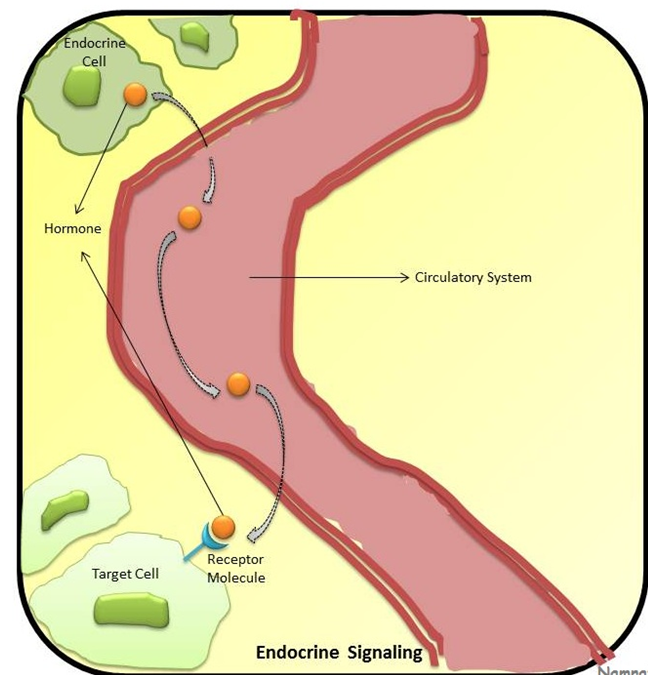 Endocrine
Cell
Hormone
Circulatory System
Receptor
Molecule
Target Cell
Endocrine Signaling